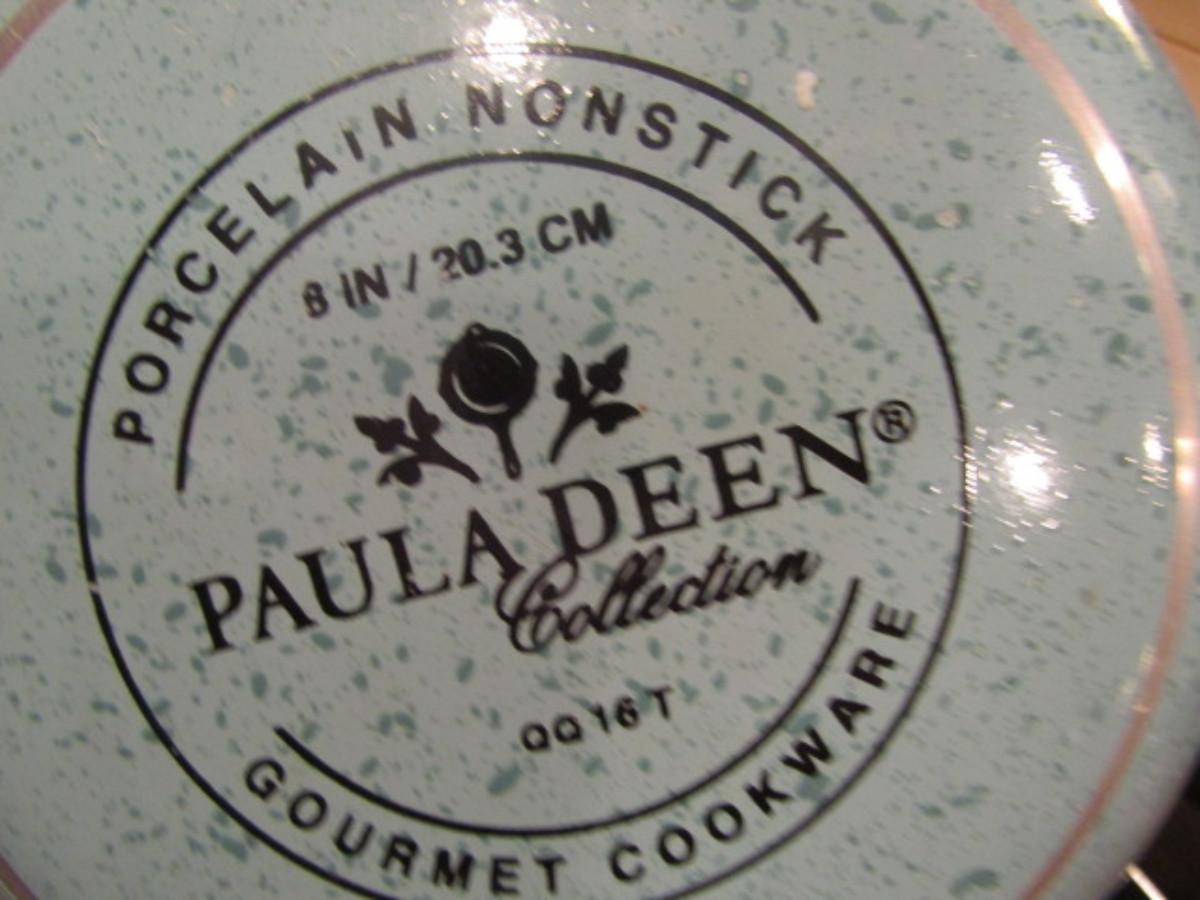 PORCELAIN NONSTICK
8 IN / 20.3 CM
PAULA DEEN®
Collection
QQ16T
GOURMET COOKWARE